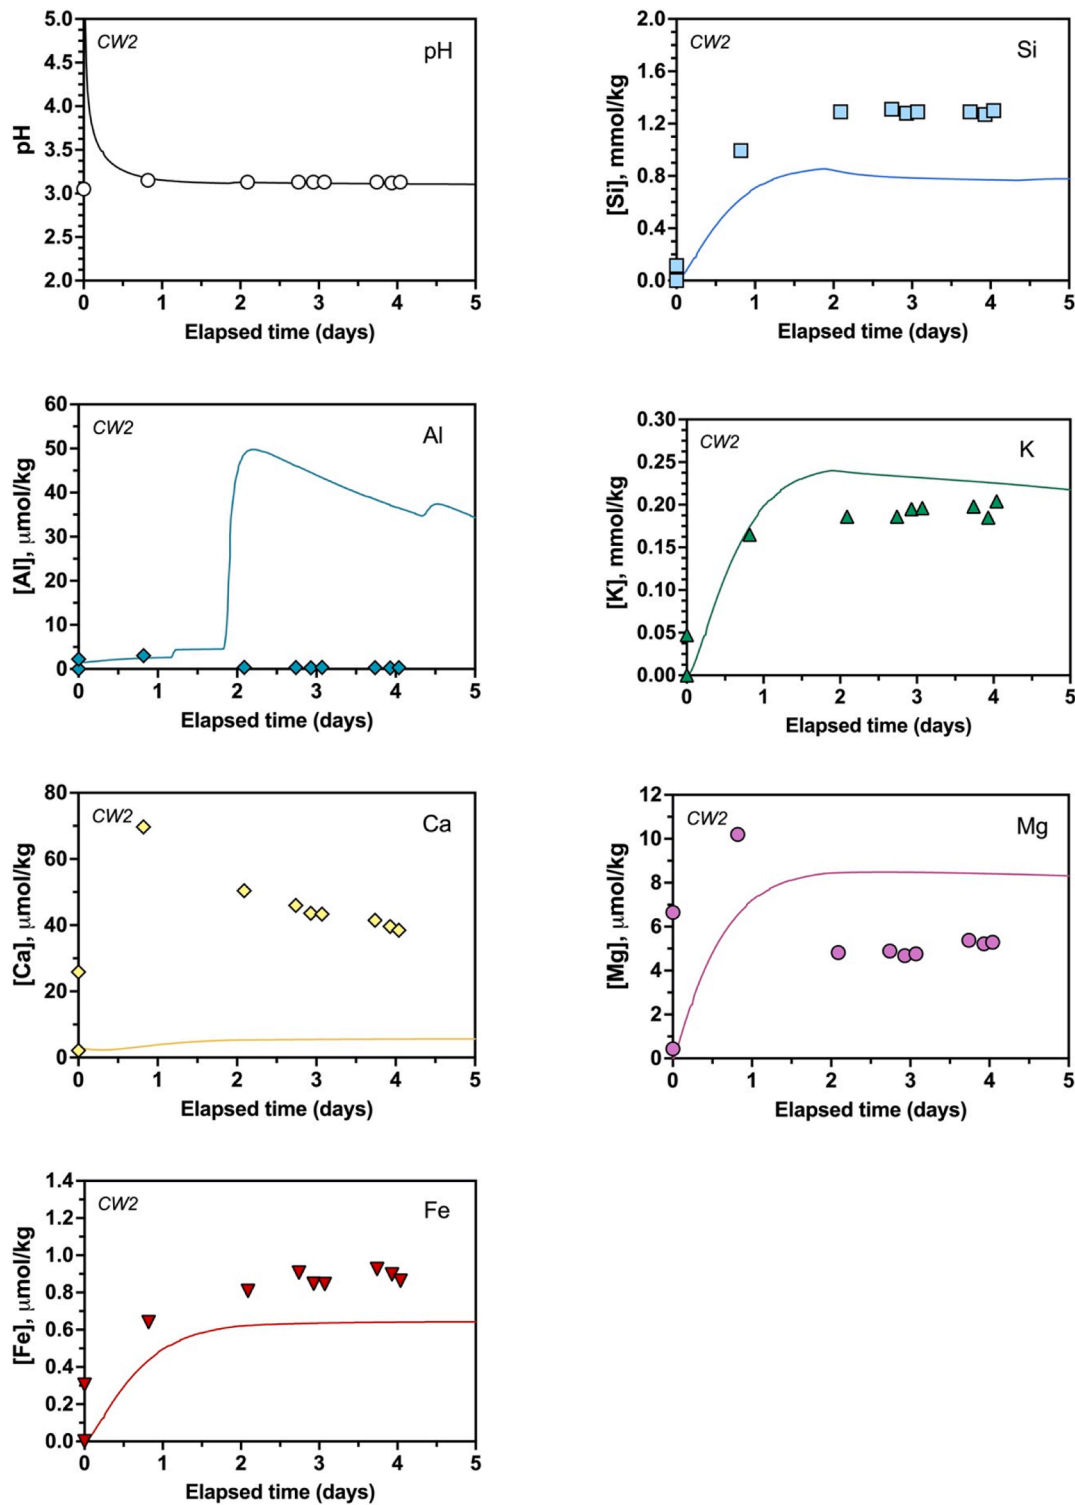 CW2
pH
5.0
4.5
4.0
3.5
3.0
2.5
2.0
pH
0 1 2 3 4 5
Elapsed time (days)
CW2
Si
2.0
1.6
1.2
0.8
0.4
0.0
[Si], mmol/kg
0 1 2 3 4 5
Elapsed time (days)
CW2
Al
60
50
40
30
20
10
0
[Al], μmol/kg
0 1 2 3 4 5
Elapsed time (days)
CW2
K
0.30
0.25
0.20
0.15
0.10
0.05
0.00
[K], mmol/kg
0 1 2 3 4 5
Elapsed time (days)
CW2
Ca
80
60
40
20
0
[Ca], μmol/kg
0 1 2 3 4 5
Elapsed time (days)
CW2
Mg
12
10
8
6
4
2
0
[Mg], μmol/kg
0 1 2 3 4 5
Elapsed time (days)
CW2
Fe
1.4
1.2
1.0
0.8
0.6
0.4
0.2
0.0
[Fe], μmol/kg
0 1 2 3 4 5
Elapsed time (days)